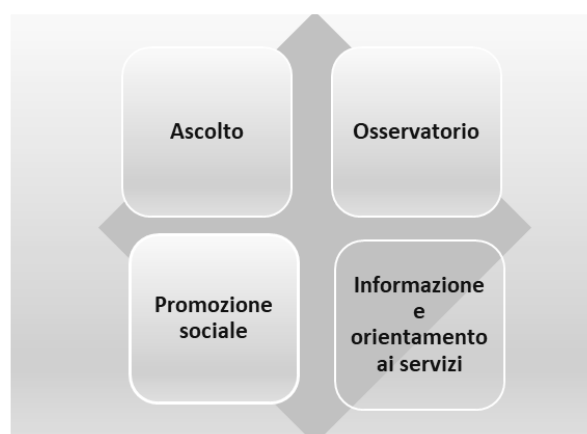 Ascolto
Osservatorio
Promozione
sociale
Informazione
e
orientamento
ai servizi